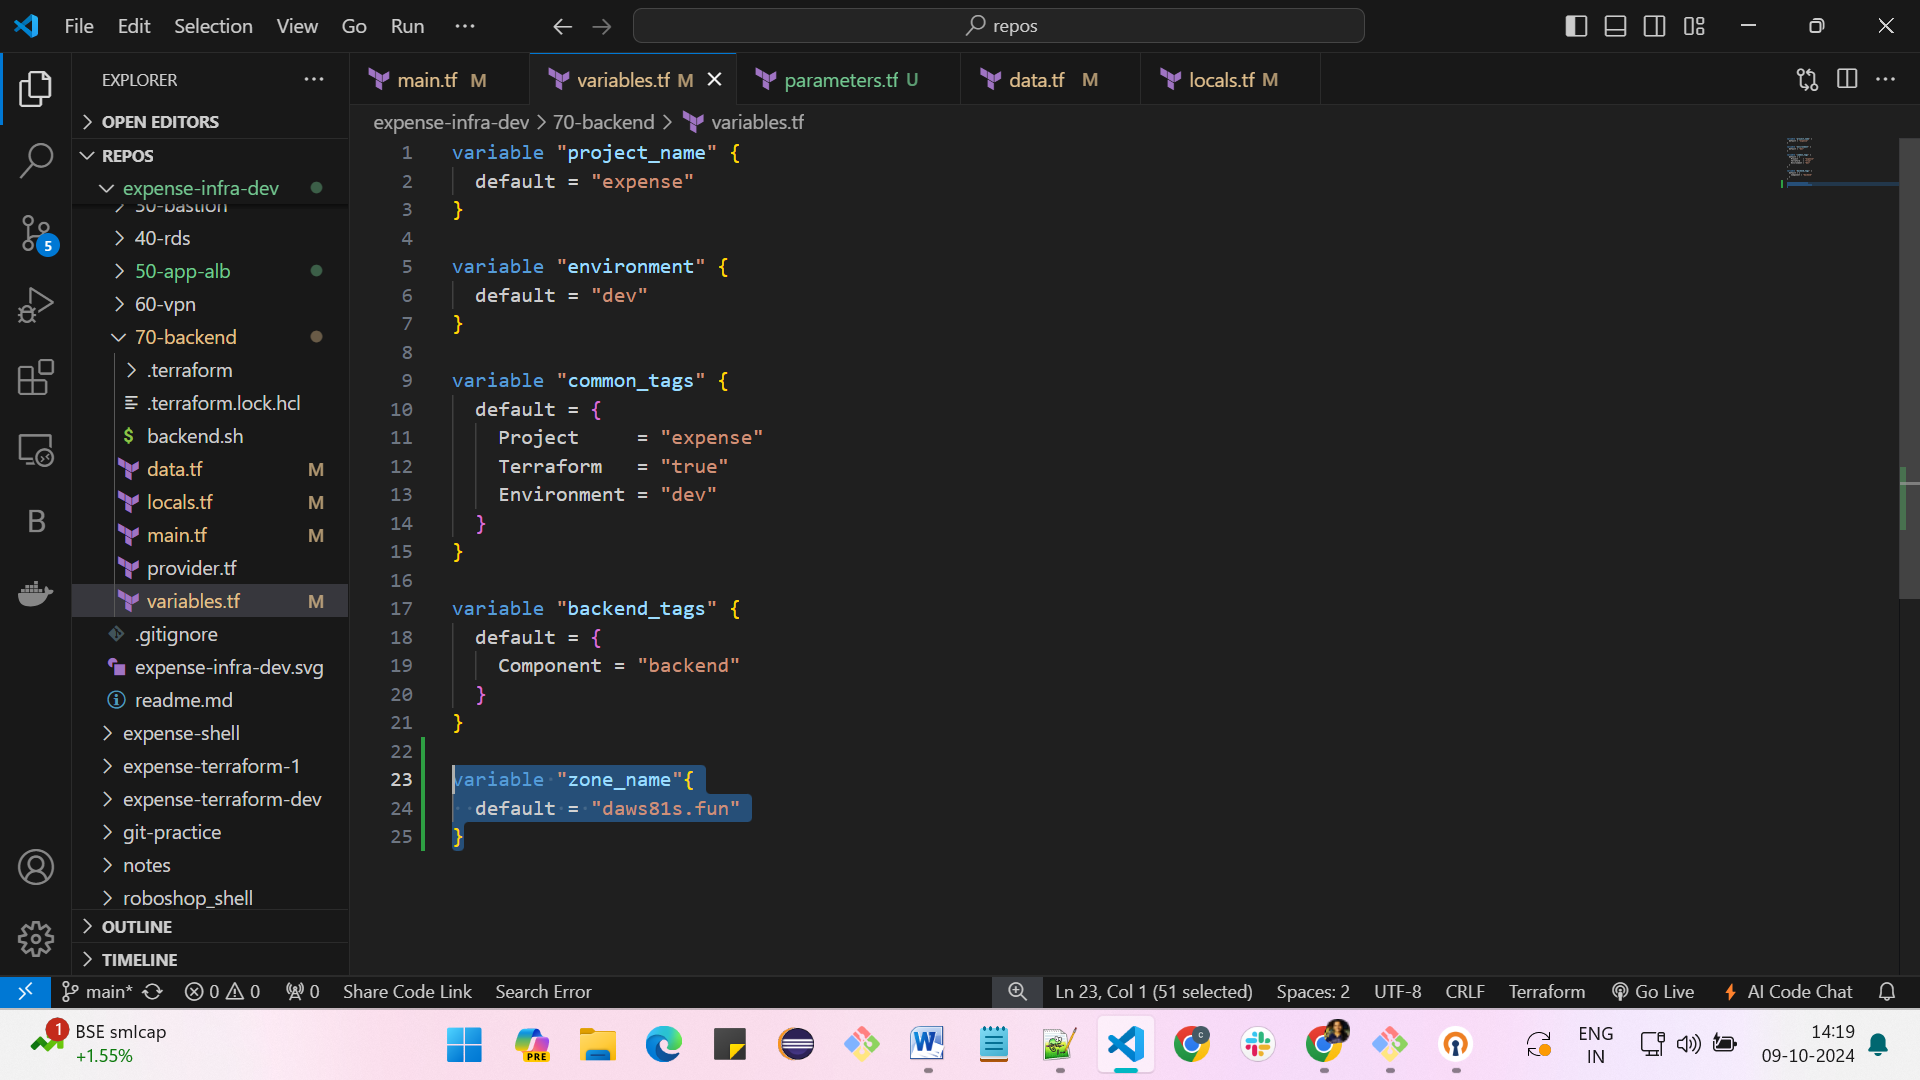 File Edit Selection View Go Run ···
repos
EXPLORER
OPEN EDITORS
REPOS
expense-infra-dev
30-bastion
40-rds
50-app-alb
60-vpn
70-backend
.terraform
.terraform.lock.hcl
$ backend.sh
data.tf M
locals.tf M
main.tf M
provider.tf
variables.tf M
.gitignore
expense-infra-dev.svg
readme.md
expense-shell
expense-terraform-1
expense-terraform-dev
git-practice
notes
roboshop_shell
OUTLINE
TIMELINE
5
B
main.tf M
variables.tf M
parameters.tf U
data.tf M
locals.tf M
expense-infra-dev > 70-backend > variables.tf
1 variable "project_name" {
2 default = "expense"
3 }
4
5 variable "environment" {
6 default = "dev"
7 }
8
9 variable "common_tags" {
10 default = {
11 Project = "expense"
12 Terraform = "true"
13 Environment = "dev"
14 }
15 }
16
17 variable "backend_tags" {
18 default = {
19 Component = "backend"
20 }
21 }
22
23 variable "zone_name"{
24 default = "daws81s.fun"
25 }
main* 0 0 0 Share Code Link Search Error
Ln 23, Col 1 (51 selected) Spaces: 2 UTF-8 CRLF Terraform Go Live AI Code Chat
1
BSE smlcap
+1.55%
PRE
W
C
ENG
IN
14:19
09-10-2024